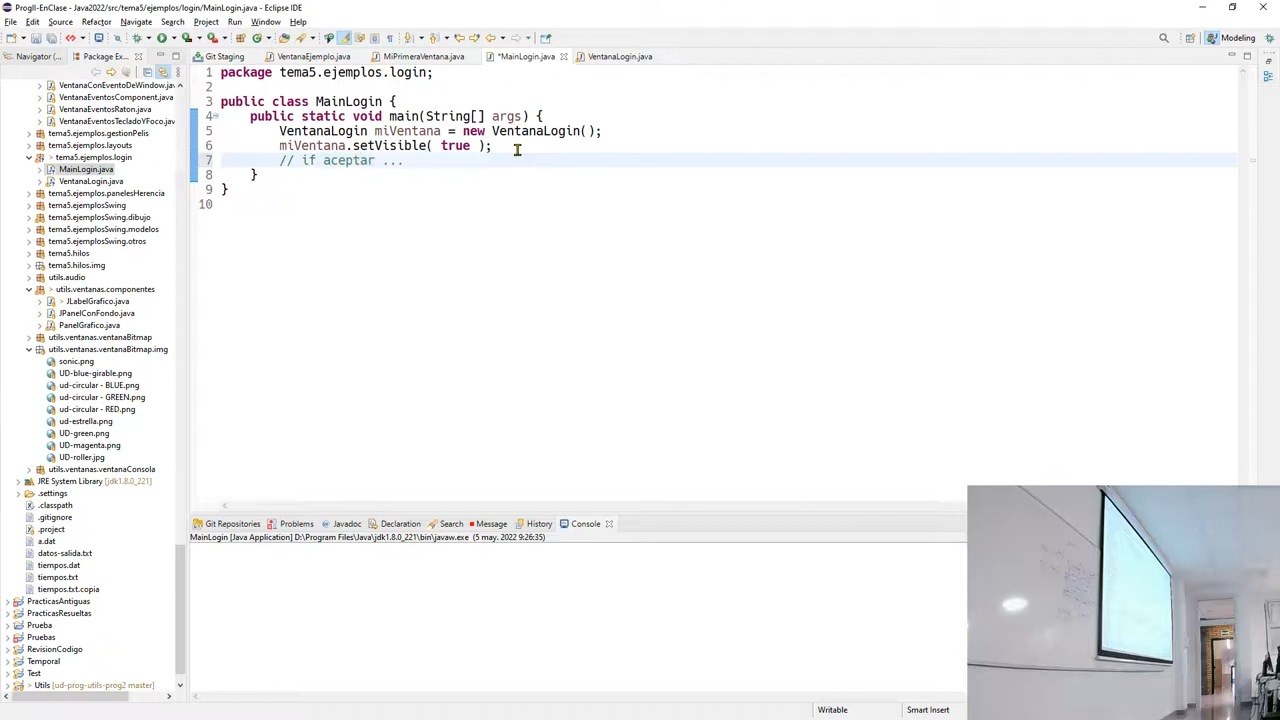 ProgII-EnClase - Java2022/src/tema5/ejemplos/login/MainLogin.java - Eclipse IDE
File Edit Source Refactor Navigate Search Project Run Window Help
Modeling
Navigator (... Package Ex...
Git Staging VentanaEjemplo.java MiPrimeraVentana.java *MainLogin.java VentanaLogin.java
VentanaConEventoDeWindow.jav
VentanaEventosComponent.java
VentanaEventosRaton.java
VentanaEventosTecladoYFoco.jav
tema5.ejemplos.gestionPelis
tema5.ejemplos.layouts
> tema5.ejemplos.login
MainLogin.java
VentanaLogin.java
tema5.ejemplos.panelesHerencia
tema5.ejemplosSwing
tema5.ejemplosSwing.dibujo
tema5.ejemplosSwing.modelos
tema5.ejemplosSwing.otros
tema5.hilos
tema5.hilos.img
utils.audio
> utils.ventanas.componentes
> JLabelGrafico.java
JPanelConFondo.java
PanelGrafico.java
utils.ventanas.ventanaBitmap
utils.ventanas.ventanaBitmap.img
sonic.png
UD-blue-girable.png
ud-circular - BLUE.png
ud-circular - GREEN.png
ud-circular - RED.png
ud-estrella.png
UD-green.png
UD-magenta.png
UD-roller.jpg
utils.ventanas.ventanaConsola
JRE System Library [jdk1.8.0_221]
.settings
.classpath
.gitignore
.project
a.dat
datos-salida.txt
tiempos.dat
tiempos.txt
tiempos.txt.copia
PracticasAntiguas
PracticasResueltas
Prueba
Pruebas
RevisionCodigo
Temporal
Test
> Utils [ud-prog-utils-prog2 master]
1 package tema5.ejemplos.login;
2
3 public class MainLogin {
4 public static void main(String[] args) {
5 VentanaLogin miVentana = new VentanaLogin();
6 miVentana.setVisible( true );
7 // if aceptar ...
8 }
9 }
10
Git Repositories Problems Javadoc Declaration Search Message History Console
MainLogin [Java Application] D:\Program Files\Java\jdk1.8.0_221\bin\javaw.exe (5 may. 2022 9:26:35)
Writable Smart Insert